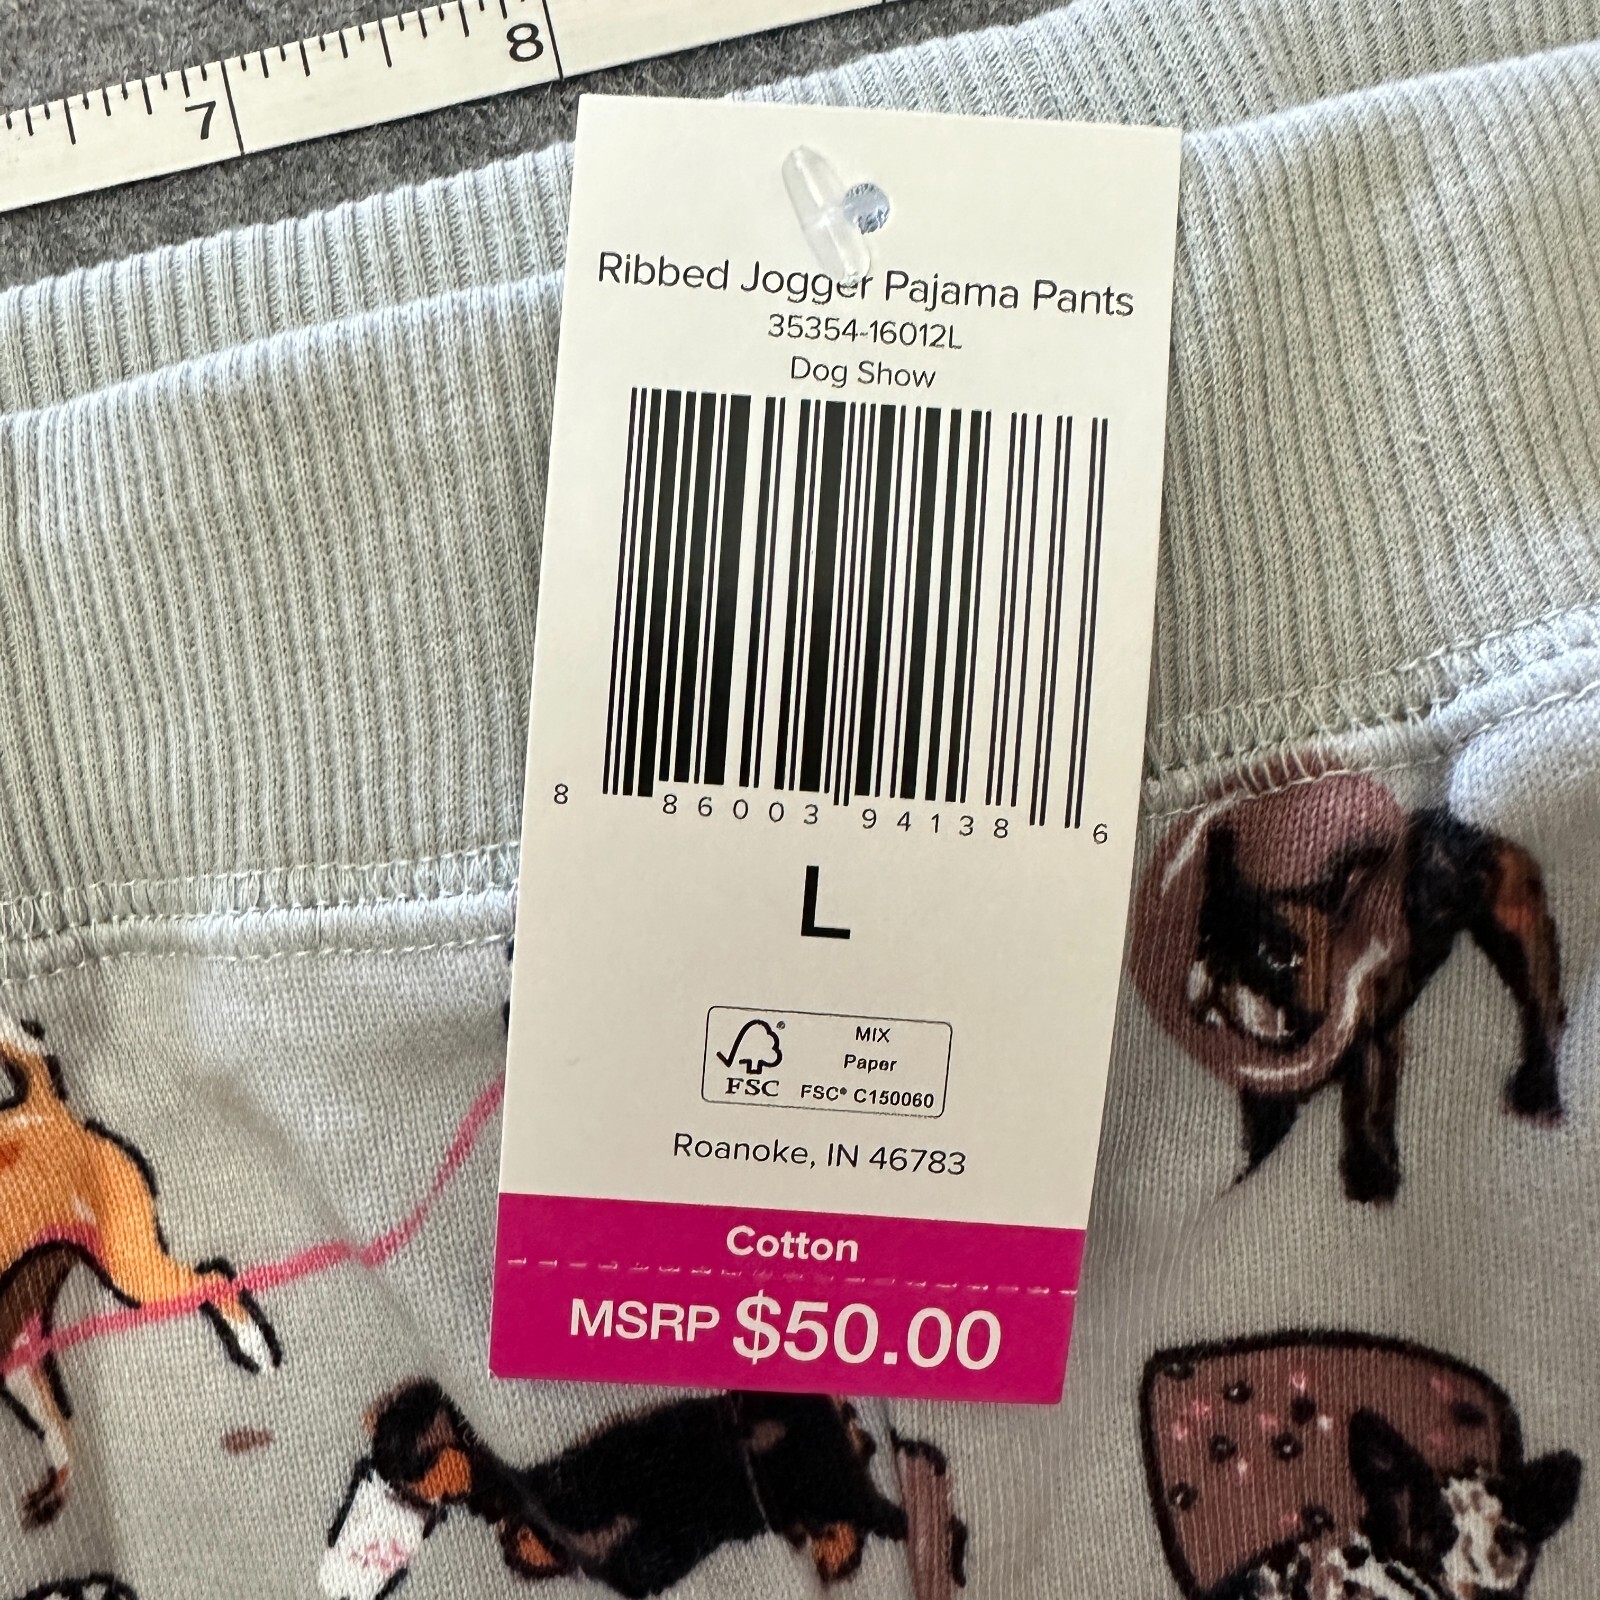 7 8
Ribbed Jogger Pajama Pants
35354-16012L
Dog Show
8 86003 94138 6
L
MIX
Paper
FSC® C150060
FSC
Roanoke, IN 46783
Cotton
MSRP $50.00